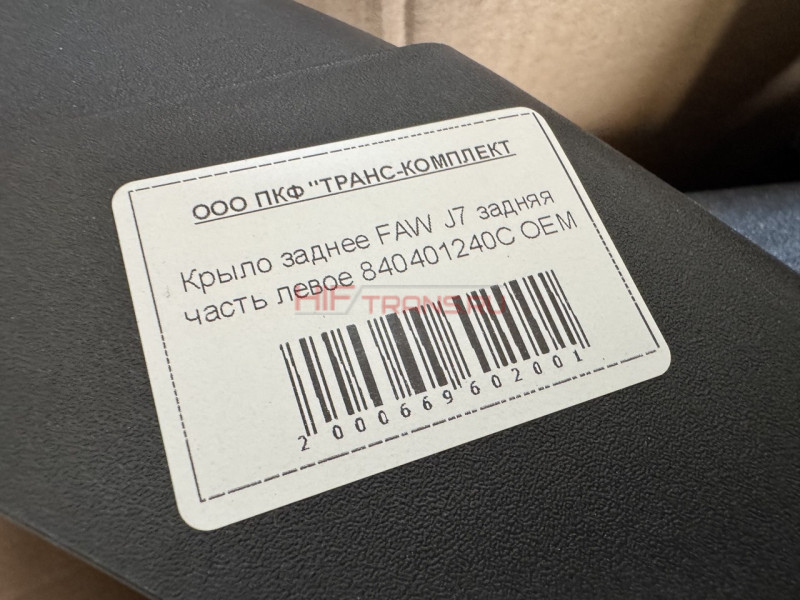 ООО ПКФ "ТРАНС-КОМПЛЕКТ
Крыло заднее FAW J7 задняя
часть левое 840401240C OEM
HIFTRANS.RU
2000669602001